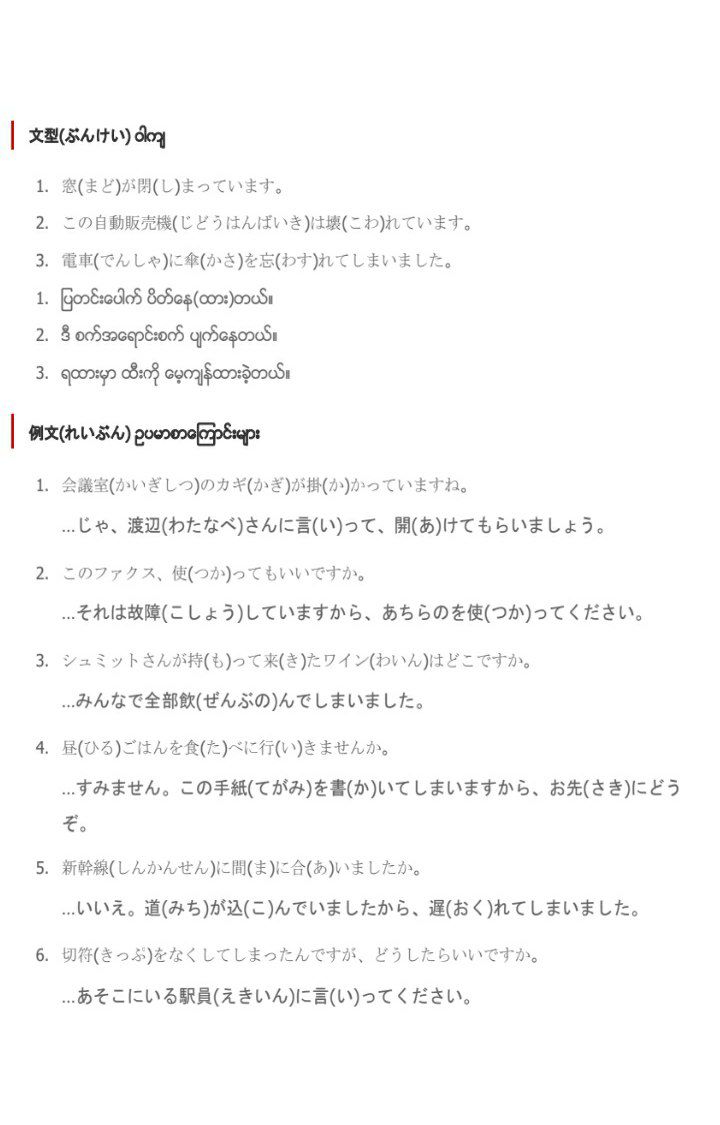 文型(ぶんけい) ဝါကျ
1. 窓(まど)が閉(し)まっています。
2. この自動販売機(じどうはんばいき)は壊(こわ)れています。
3. 電車(でんしゃ)に傘(かさ)を忘(わす)れてしまいました。
1. ပြတင်းပေါက် ပိတ်နေ(ထား)တယ်။
2. ဒီ စက်အရောင်းစက် ပျက်နေတယ်။
3. ရထားမှာ ထီးကို မေ့ကျန်ထားခဲ့တယ်။
例文(れいぶん) ဥပမာစာကြောင်းများ
1. 会議室(かいぎしつ)のカギ(かぎ)が掛(か)かっていますね。
…じゃ、渡辺(わたなべ)さんに言(い)って、開(あ)けてもらいましょう。
2. このファクス、使(つか)ってもいいですか。
…それは故障(こしょう)していますから、あちらのを使(つか)ってください。
3. シュミットさんが持(も)って来(き)たワイン(わいん)はどこですか。
…みんなで全部飲(ぜんぶの)んでしまいました。
4. 昼(ひる)ごはんを食(た)べに行(い)きませんか。
…すみません。この手紙(てがみ)を書(か)いてしまいますから、お先(さき)にどう
ぞ。
5. 新幹線(しんかんせん)に間(ま)に合(あ)いましたか。
…いいえ。道(みち)が込(こ)んでいましたから、遅(おく)れてしまいました。
6. 切符(きっぷ)をなくしてしまったんですが、どうしたらいいですか。
…あそこにいる駅員(えきいん)に言(い)ってください。